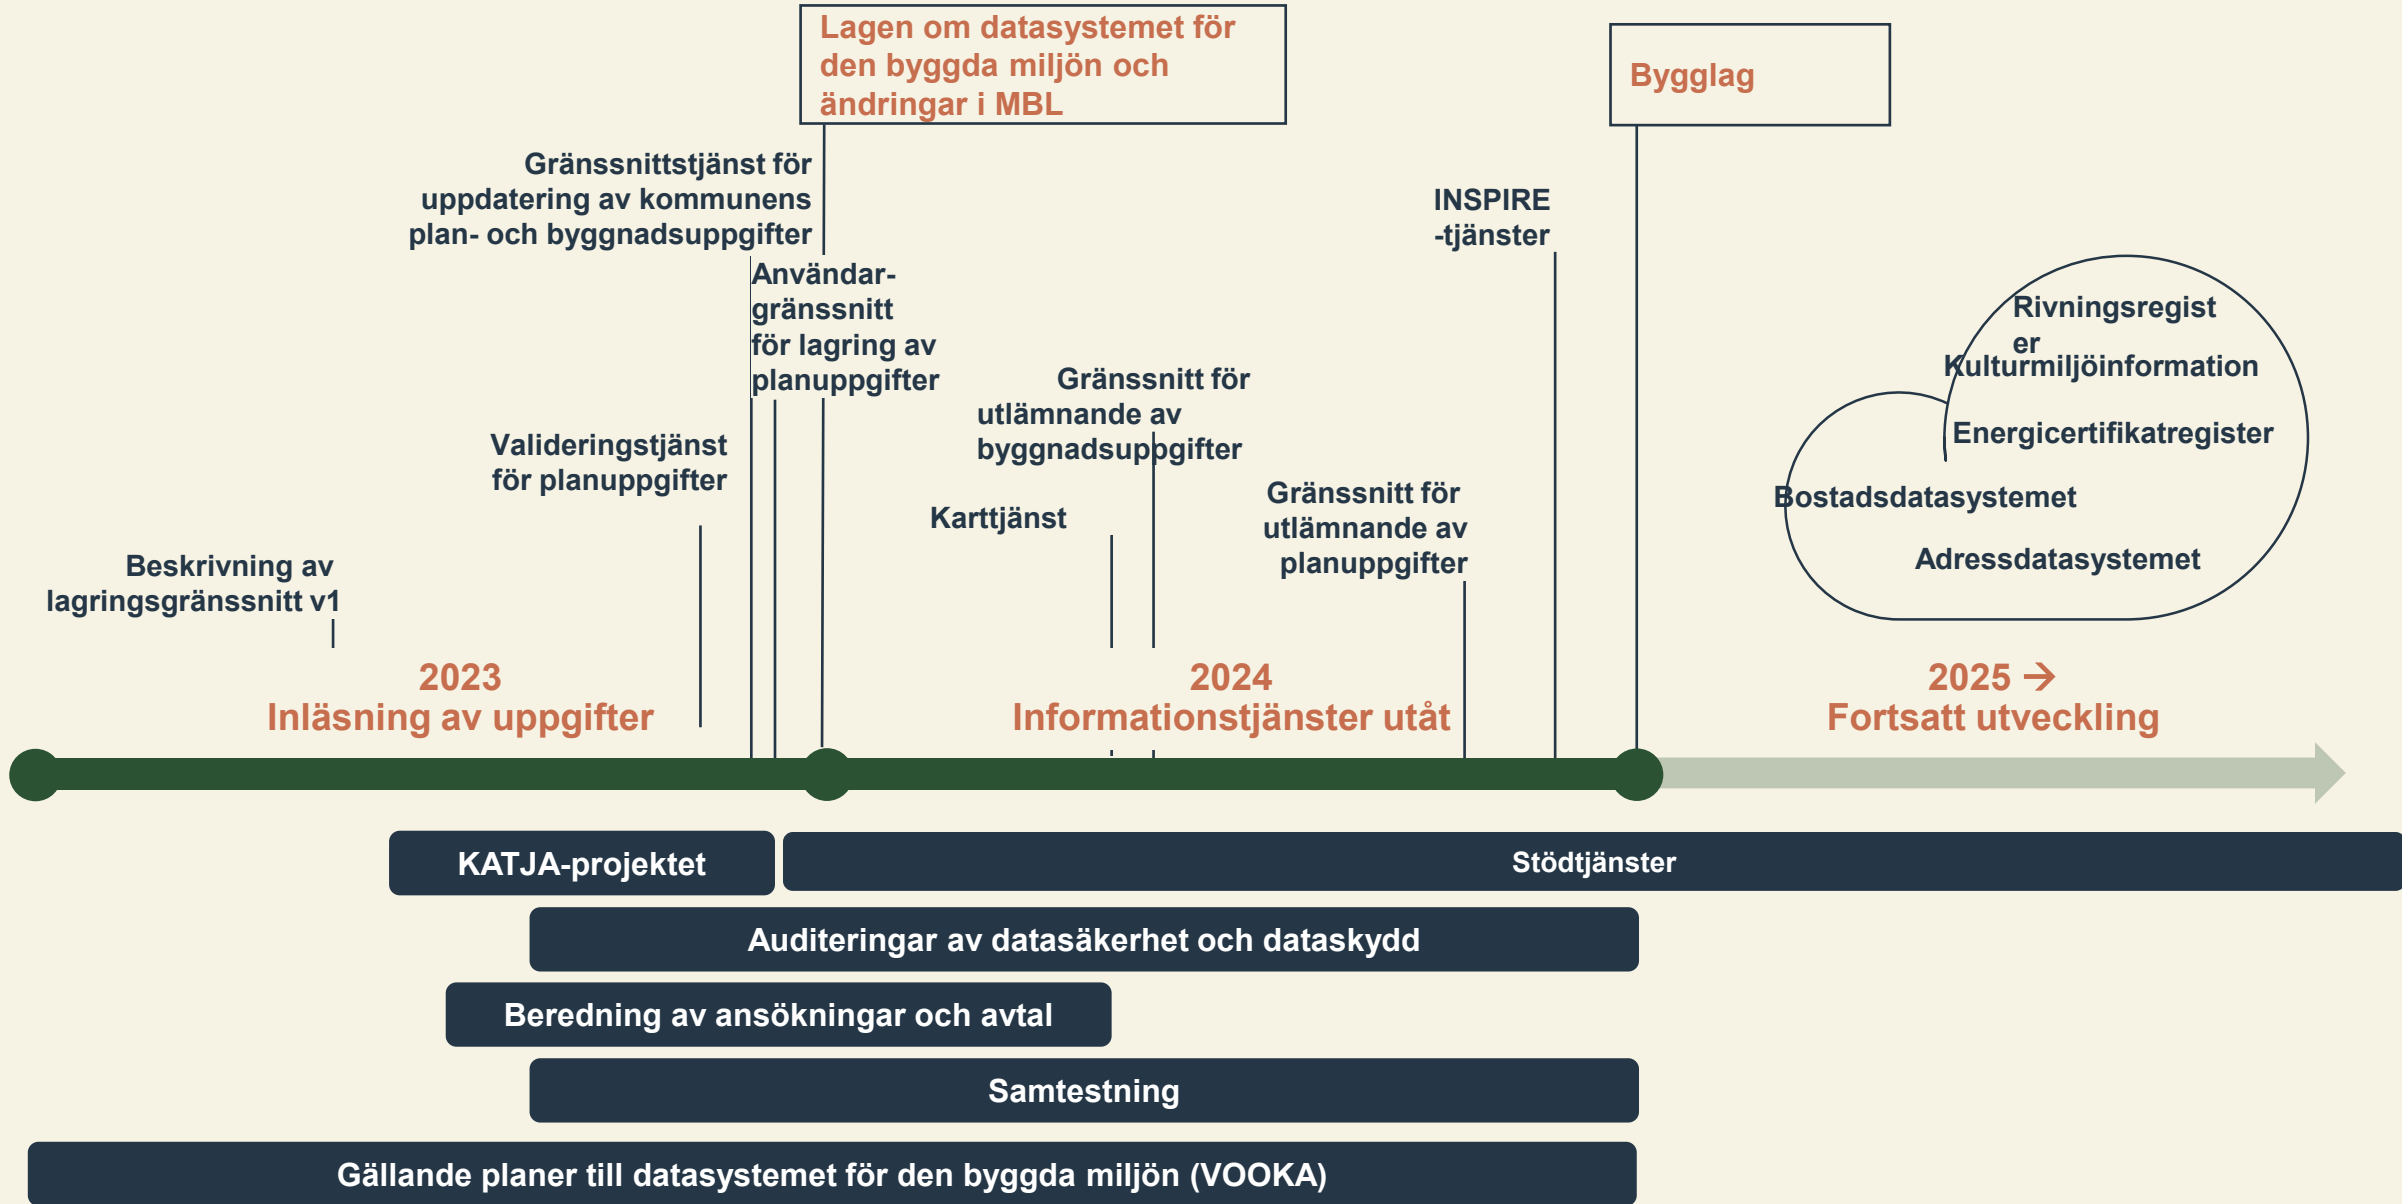 Lagen om datasystemet för
den byggda miljön och
ändringar i MBL
Bygglag
Gränssnittstjänst för
uppdatering av kommunens
plan- och byggnadsuppgifter
INSPIRE
-tjänster
Användar-
gränssnitt
för lagring av
planuppgifter
Rivningsregist
er
Kulturmiljöinformation
Energicertifikatregister
Bostadsdatasystemet
Adressdatasystemet
Gränssnitt för
utlämnande av
byggnadsuppgifter
Valideringstjänst
för planuppgifter
Karttjänst
Gränssnitt för
utlämnande av
planuppgifter
Beskrivning av
lagringsgränssnitt v1
2023
Inläsning av uppgifter
2024
Informationstjänster utåt
2025 →
Fortsatt utveckling
KATJA-projektet
Stödtjänster
Auditeringar av datasäkerhet och dataskydd
Beredning av ansökningar och avtal
Samtestning
Gällande planer till datasystemet för den byggda miljön (VOOKA)